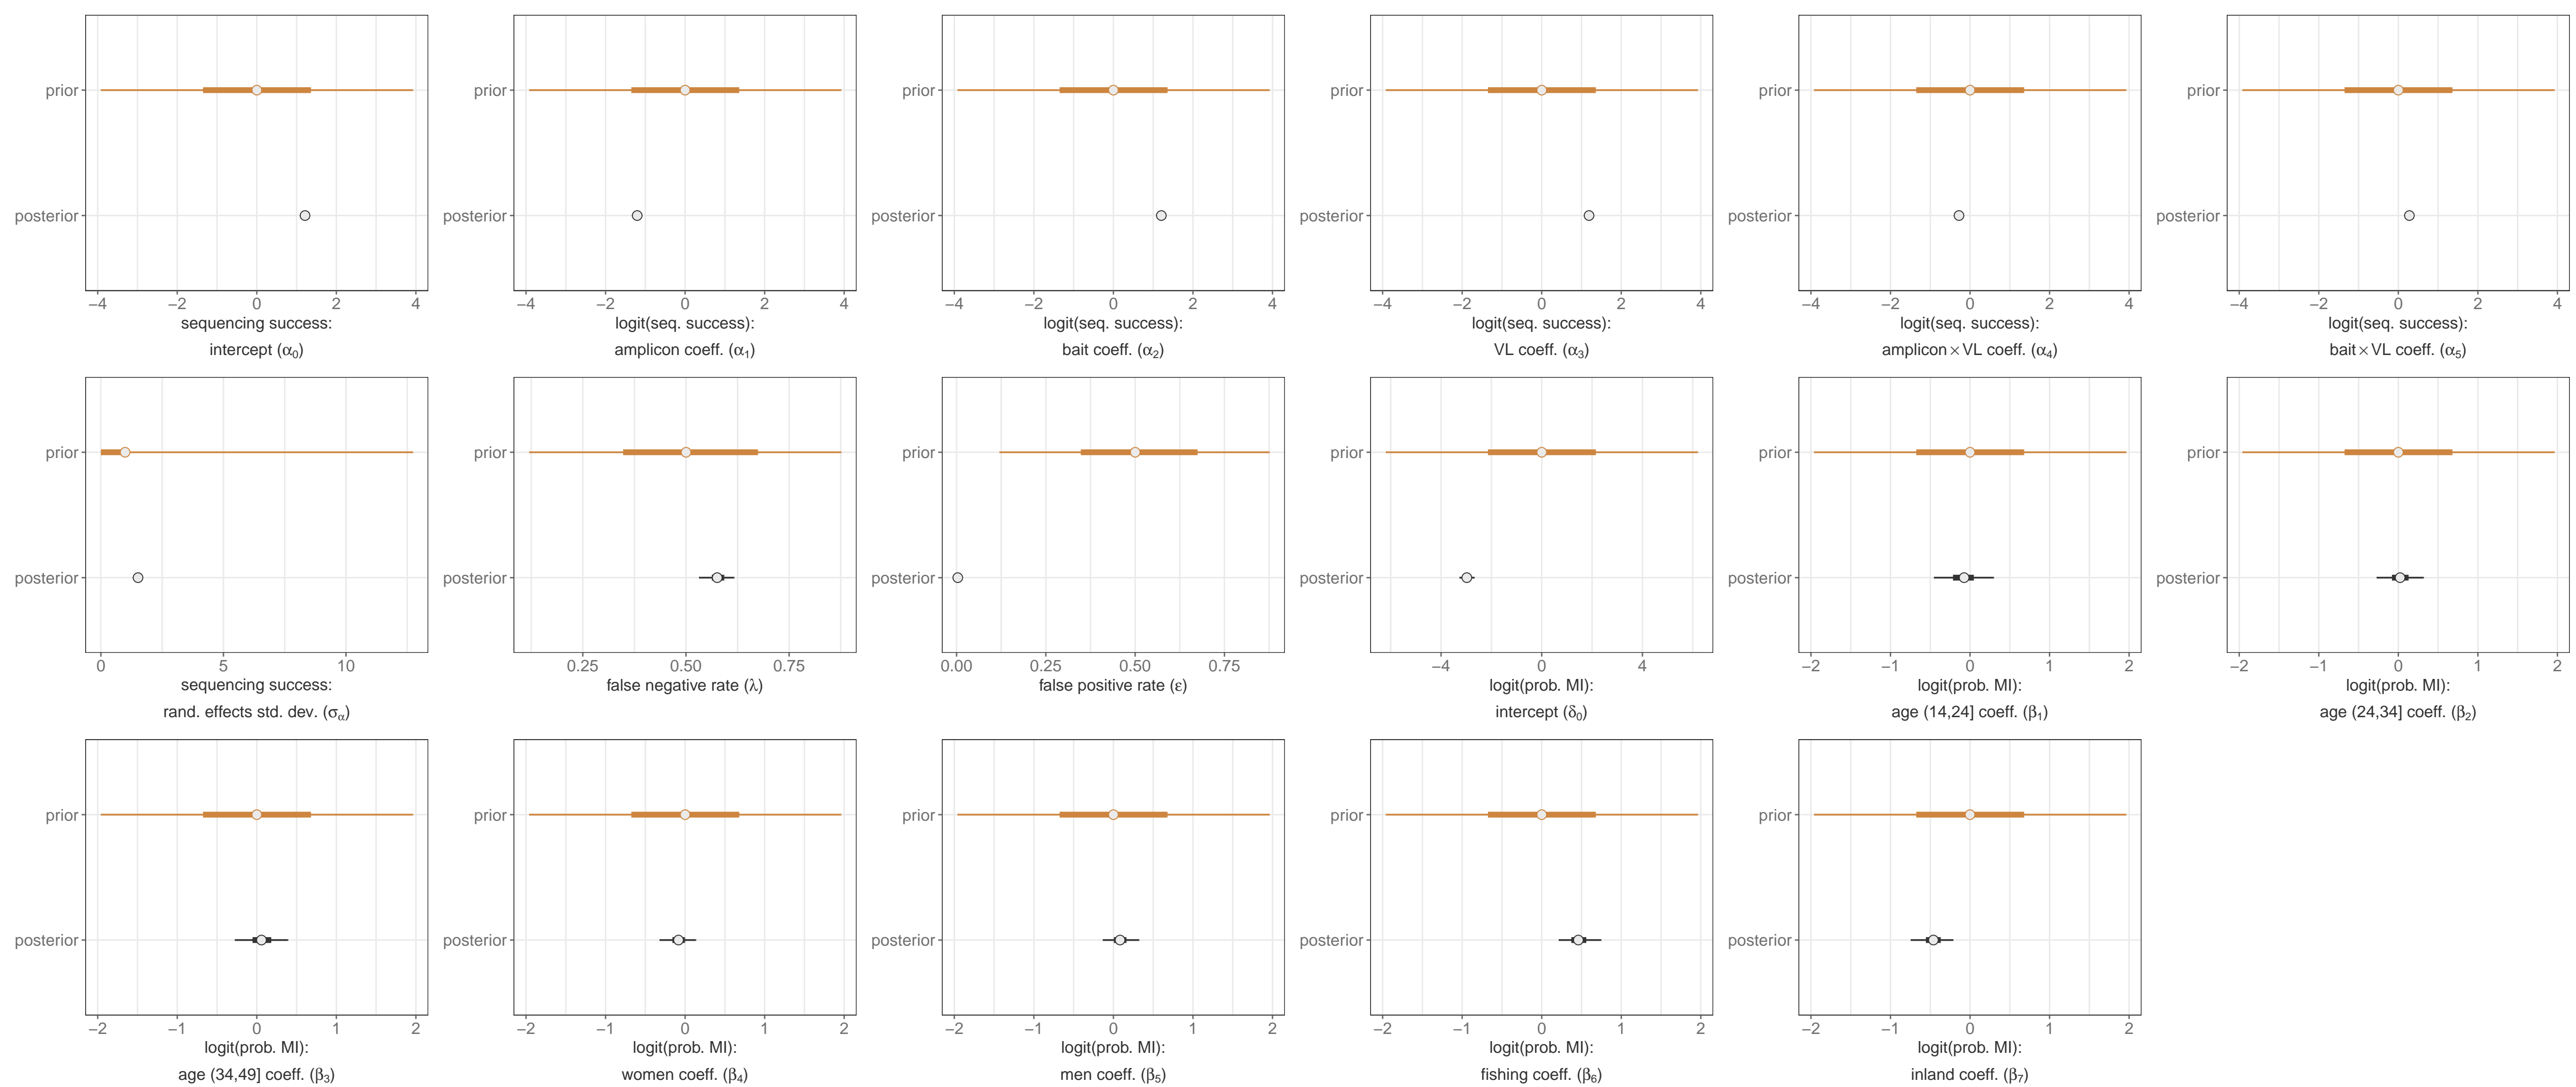 prior
posterior
−4 −2 0 2 4
sequencing success:
intercept (α₀)
prior
posterior
−4 −2 0 2 4
logit(seq. success):
amplicon coeff. (α₁)
prior
posterior
−4 −2 0 2 4
logit(seq. success):
bait coeff. (α₂)
prior
posterior
−4 −2 0 2 4
logit(seq. success):
VL coeff. (α₃)
prior
posterior
−4 −2 0 2 4
logit(seq. success):
amplicon×VL coeff. (α₄)
prior
posterior
−4 −2 0 2 4
logit(seq. success):
bait×VL coeff. (α₅)
prior
posterior
0 5 10
sequencing success:
rand. effects std. dev. (σα)
prior
posterior
0.25 0.50 0.75
false negative rate (λ)
prior
posterior
0.00 0.25 0.50 0.75
false positive rate (ε)
prior
posterior
−4 0 4
logit(prob. MI):
intercept (δ₀)
prior
posterior
−2 −1 0 1 2
logit(prob. MI):
age (14,24] coeff. (β₁)
prior
posterior
−2 −1 0 1 2
logit(prob. MI):
age (24,34] coeff. (β₂)
prior
posterior
−2 −1 0 1 2
logit(prob. MI):
age (34,49] coeff. (β₃)
prior
posterior
−2 −1 0 1 2
logit(prob. MI):
women coeff. (β₄)
prior
posterior
−2 −1 0 1 2
logit(prob. MI):
men coeff. (β₅)
prior
posterior
−2 −1 0 1 2
logit(prob. MI):
fishing coeff. (β₆)
prior
posterior
−2 −1 0 1 2
logit(prob. MI):
inland coeff. (β₇)